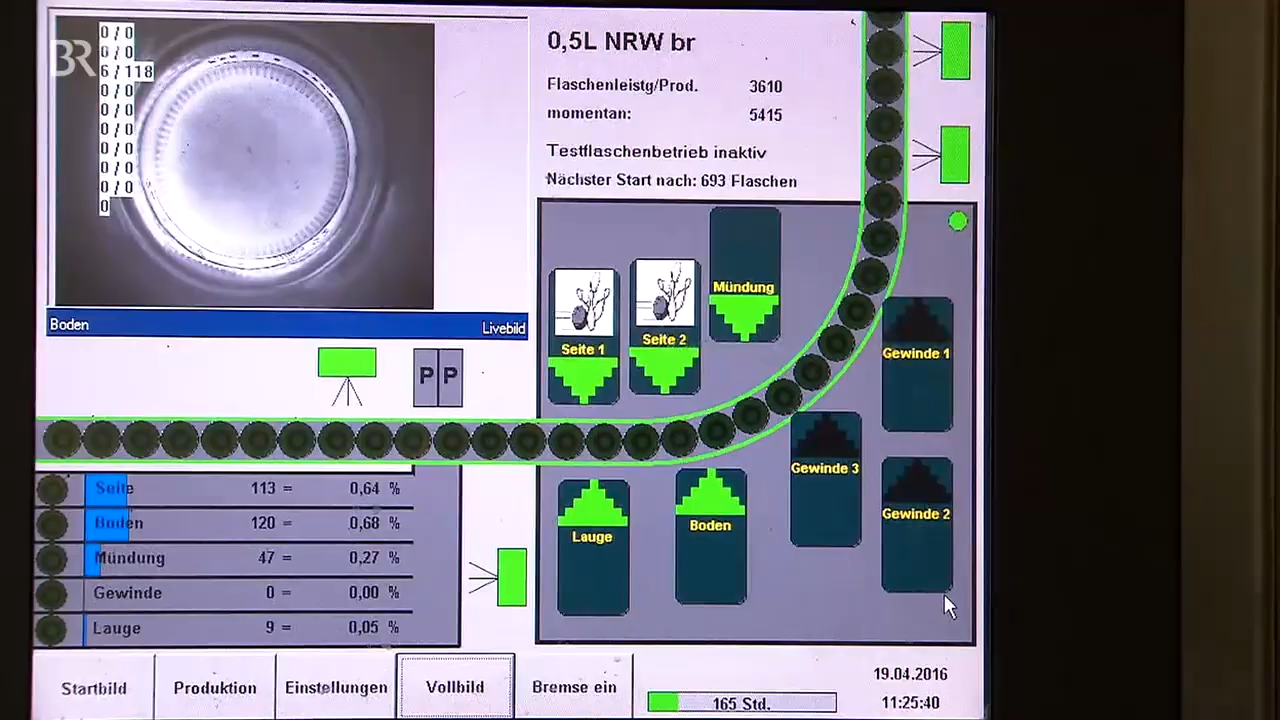 BR
0 / 0
0 / 0
6 / 118
0 / 0
0 / 0
0 / 0
0 / 0
0 / 0
0 / 0
0
Boden
Livebild
0,5L NRW br
Flaschenleistg/Prod. 3610
momentan: 5415
Testflaschenbetrieb inaktiv
Nächster Start nach: 693 Flaschen
Mündung
Seite 1
Seite 2
Gewinde 1
Gewinde 3
Gewinde 2
Lauge
Boden
P P
Seite 113 = 0,64 %
Boden 120 = 0,68 %
Mündung 47 = 0,27 %
Gewinde 0 = 0,00 %
Lauge 9 = 0,05 %
Startbild
Produktion
Einstellungen
Vollbild
Bremse ein
165 Std.
19.04.2016
11:25:40